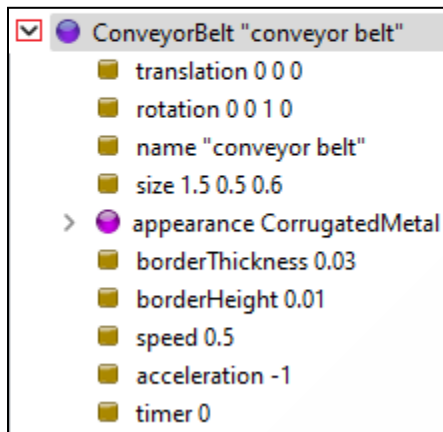 ConveyorBelt "conveyor belt"
translation 0 0 0
rotation 0 0 1 0
name "conveyor belt"
size 1.5 0.5 0.6
appearance CorrugatedMetal
borderThickness 0.03
borderHeight 0.01
speed 0.5
acceleration -1
timer 0